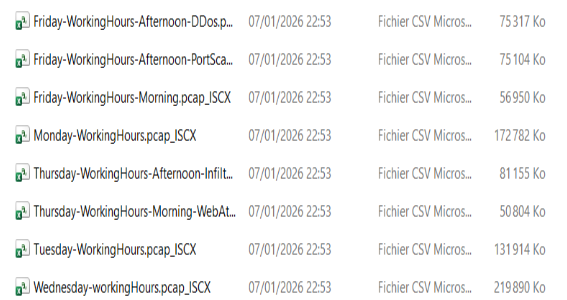 Friday-WorkingHours-Afternoon-DDos.p... 07/01/2026 22:53 Fichier CSV Micros... 75 317 Ko
Friday-WorkingHours-Afternoon-PortSca... 07/01/2026 22:53 Fichier CSV Micros... 75 104 Ko
Friday-WorkingHours-Morning.pcap_ISCX 07/01/2026 22:53 Fichier CSV Micros... 56 950 Ko
Monday-WorkingHours.pcap_ISCX 07/01/2026 22:53 Fichier CSV Micros... 172 782 Ko
Thursday-WorkingHours-Afternoon-Infilt... 07/01/2026 22:53 Fichier CSV Micros... 81 155 Ko
Thursday-WorkingHours-Morning-WebAt... 07/01/2026 22:53 Fichier CSV Micros... 50 804 Ko
Tuesday-WorkingHours.pcap_ISCX 07/01/2026 22:53 Fichier CSV Micros... 131 914 Ko
Wednesday-workingHours.pcap_ISCX 07/01/2026 22:53 Fichier CSV Micros... 219 890 Ko